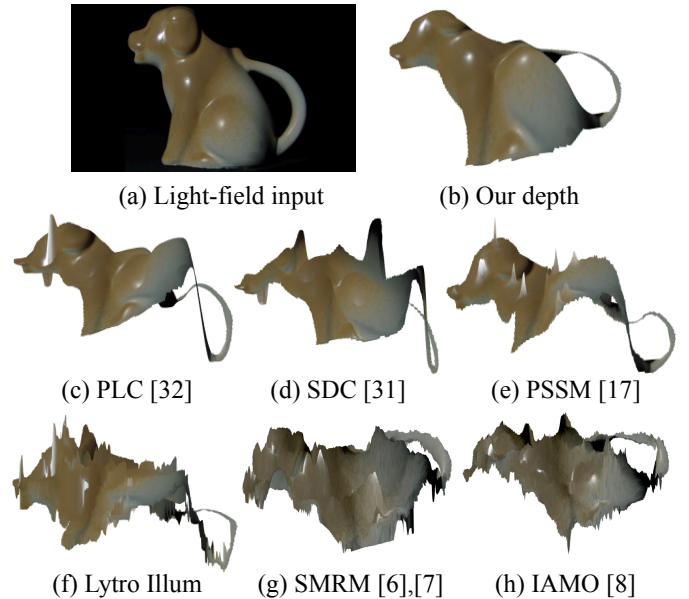 (a) Light-field input
(b) Our depth
(c) PLC [32]
(d) SDC [31]
(e) PSSM [17]
(f) Lytro Illum
(g) SMRM [6],[7]
(h) IAMO [8]